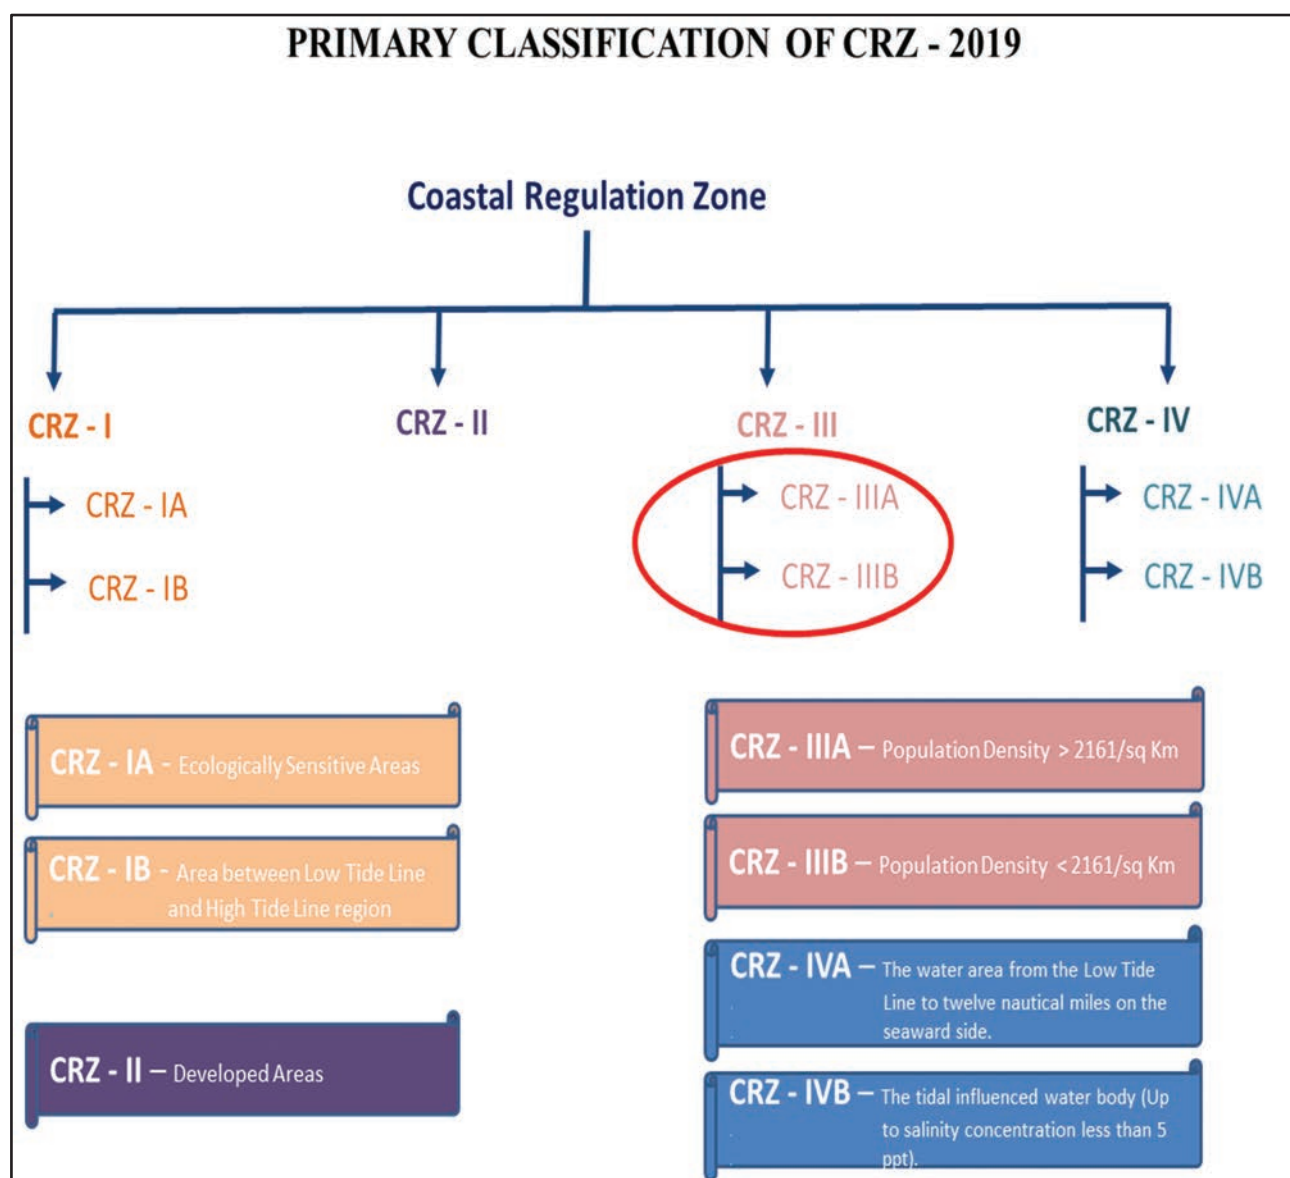 PRIMARY CLASSIFICATION OF CRZ - 2019
Coastal Regulation Zone
CRZ - I
CRZ - II
CRZ - III
CRZ - IV
CRZ - IA
CRZ - IB
CRZ - IIIA
CRZ - IIIB
CRZ - IVA
CRZ - IVB
CRZ - IA - Ecologically Sensitive Areas
CRZ - IB - Area between Low Tide Line
and High Tide Line region
CRZ - II – Developed Areas
CRZ - IIIA – Population Density > 2161/sq Km
CRZ - IIIB – Population Density < 2161/sq Km
CRZ - IVA – The water area from the Low Tide
Line to twelve nautical miles on the
seaward side.
CRZ - IVB – The tidal influenced water body (Up
to salinity concentration less than 5
ppt).